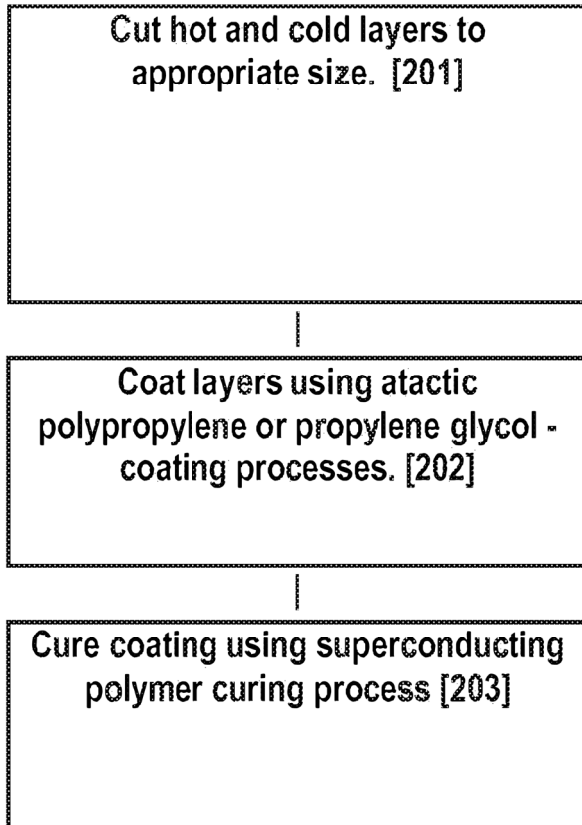 Cut hot and cold layers to
appropriate size. [201]
Coat layers using atactic
polypropylene or propylene glycol -
coating processes. [202]
Cure coating using superconducting
polymer curing process [203]